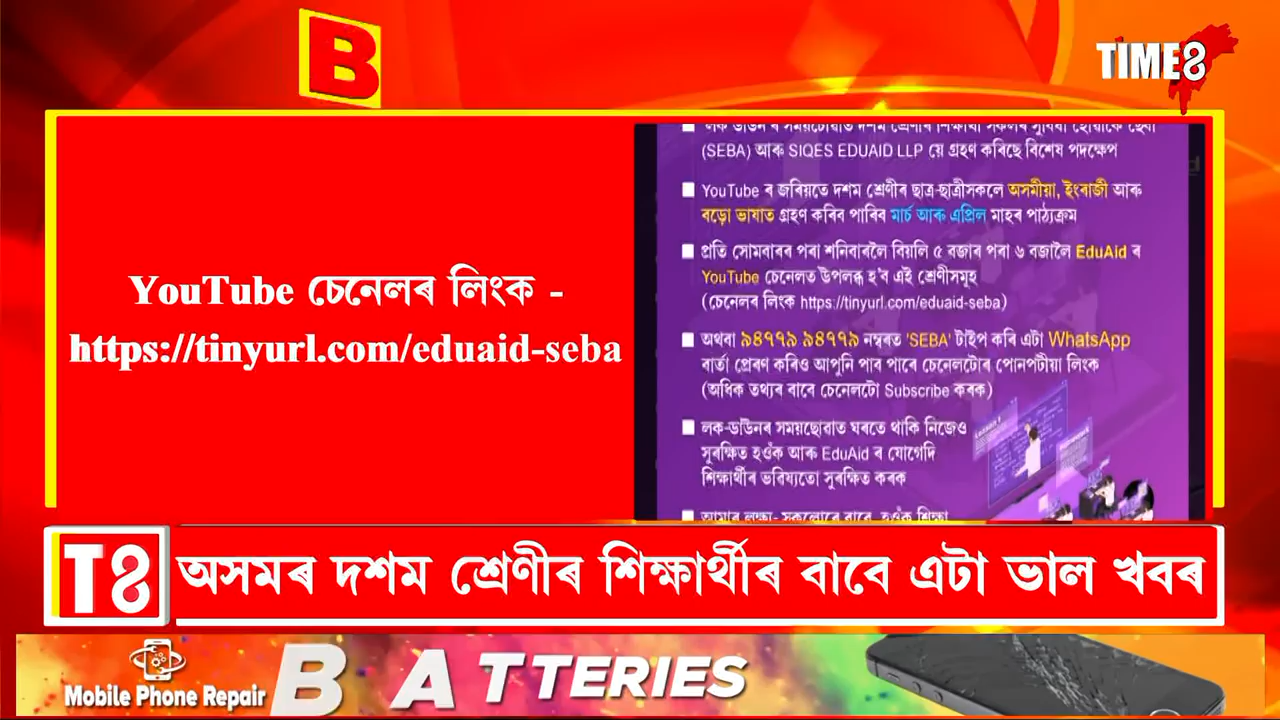 B
TIME8
YouTube চেনেলৰ লিংক -
https://tinyurl.com/eduaid-seba
(SEBA) আৰু SIQES EDUAID LLP য়ে গ্ৰহণ কৰিছে বিশেষ পদক্ষেপ
YouTube ৰ জৰিয়তে দশম শ্ৰেণীৰ ছাত্ৰ-ছাত্ৰীসকলে অসমীয়া, ইংৰাজী আৰু
বড়ো ভাষাত গ্ৰহণ কৰিব পাৰিব মাৰ্চ আৰু এপ্ৰিল মাহৰ পাঠ্যক্ৰম
প্ৰতি সোমবাৰৰ পৰা শনিবাৰলৈ বিয়লি ৫ বজাৰ পৰা ৬ বজালৈ EduAid ৰ
YouTube চেনেলত উপলব্ধ হ'ব এই শ্ৰেণীসমূহ
(চেনেলৰ লিংক https://tinyurl.com/eduaid-seba)
অথবা ৯৪৭৭৯ ৯৪৭৭৯ নম্বৰত 'SEBA' টাইপ কৰি এটা WhatsApp
বাৰ্তা প্ৰেৰণ কৰিও আপুনি পাব পাৰে চেনেলটোৰ পোনপটীয়া লিংক
(অধিক তথ্যৰ বাবে চেনেলটো Subscribe কৰক)
লক-ডাউনৰ সময়ছোৱাত ঘৰতে থাকি নিজেও
সুৰক্ষিত হওঁক আৰু EduAid ৰ যোগেদি
শিক্ষাৰ্থীৰ ভৱিষ্যতো সুৰক্ষিত কৰক
T8 অসমৰ দশম শ্ৰেণীৰ শিক্ষাৰ্থীৰ বাবে এটা ভাল খবৰ
Mobile Phone Repair
BATTERIES